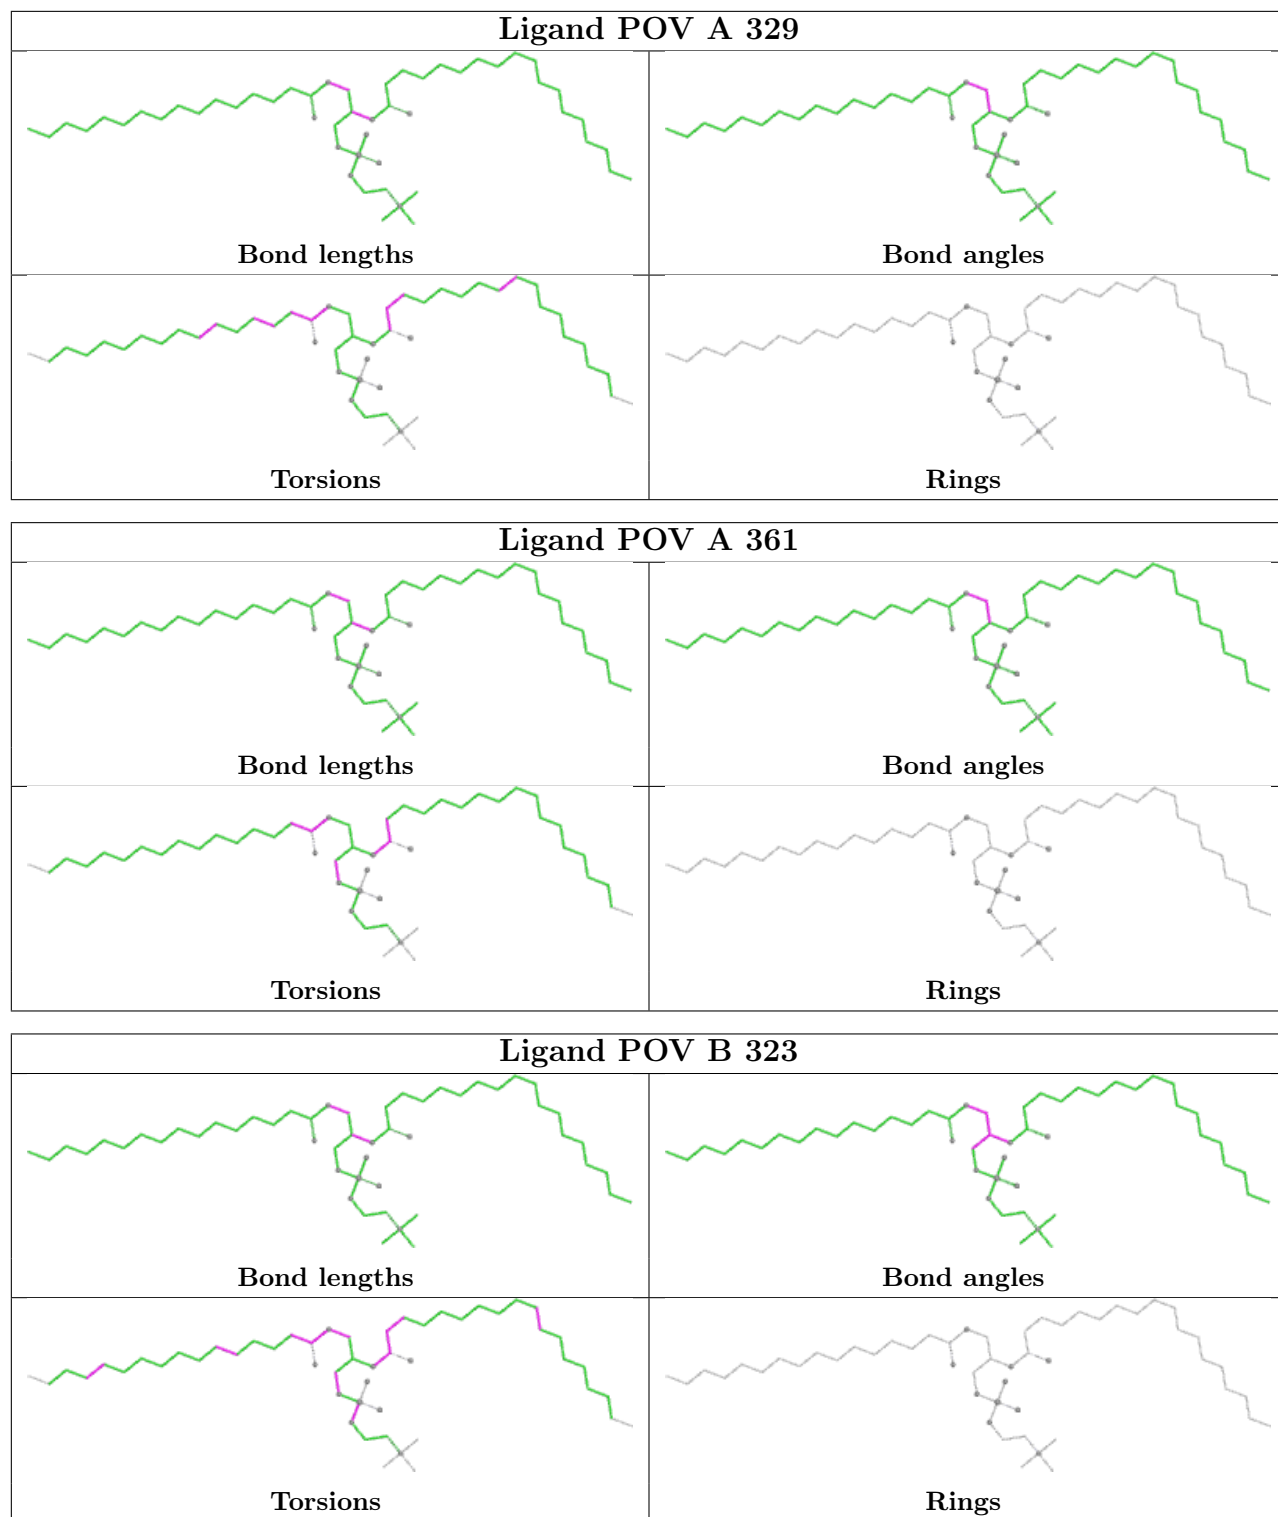 Ligand POV A 329
Bond lengths
Bond angles
Torsions
Rings
Ligand POV A 361
Bond lengths
Bond angles
Torsions
Rings
Ligand POV B 323
Bond lengths
Bond angles
Torsions
Rings